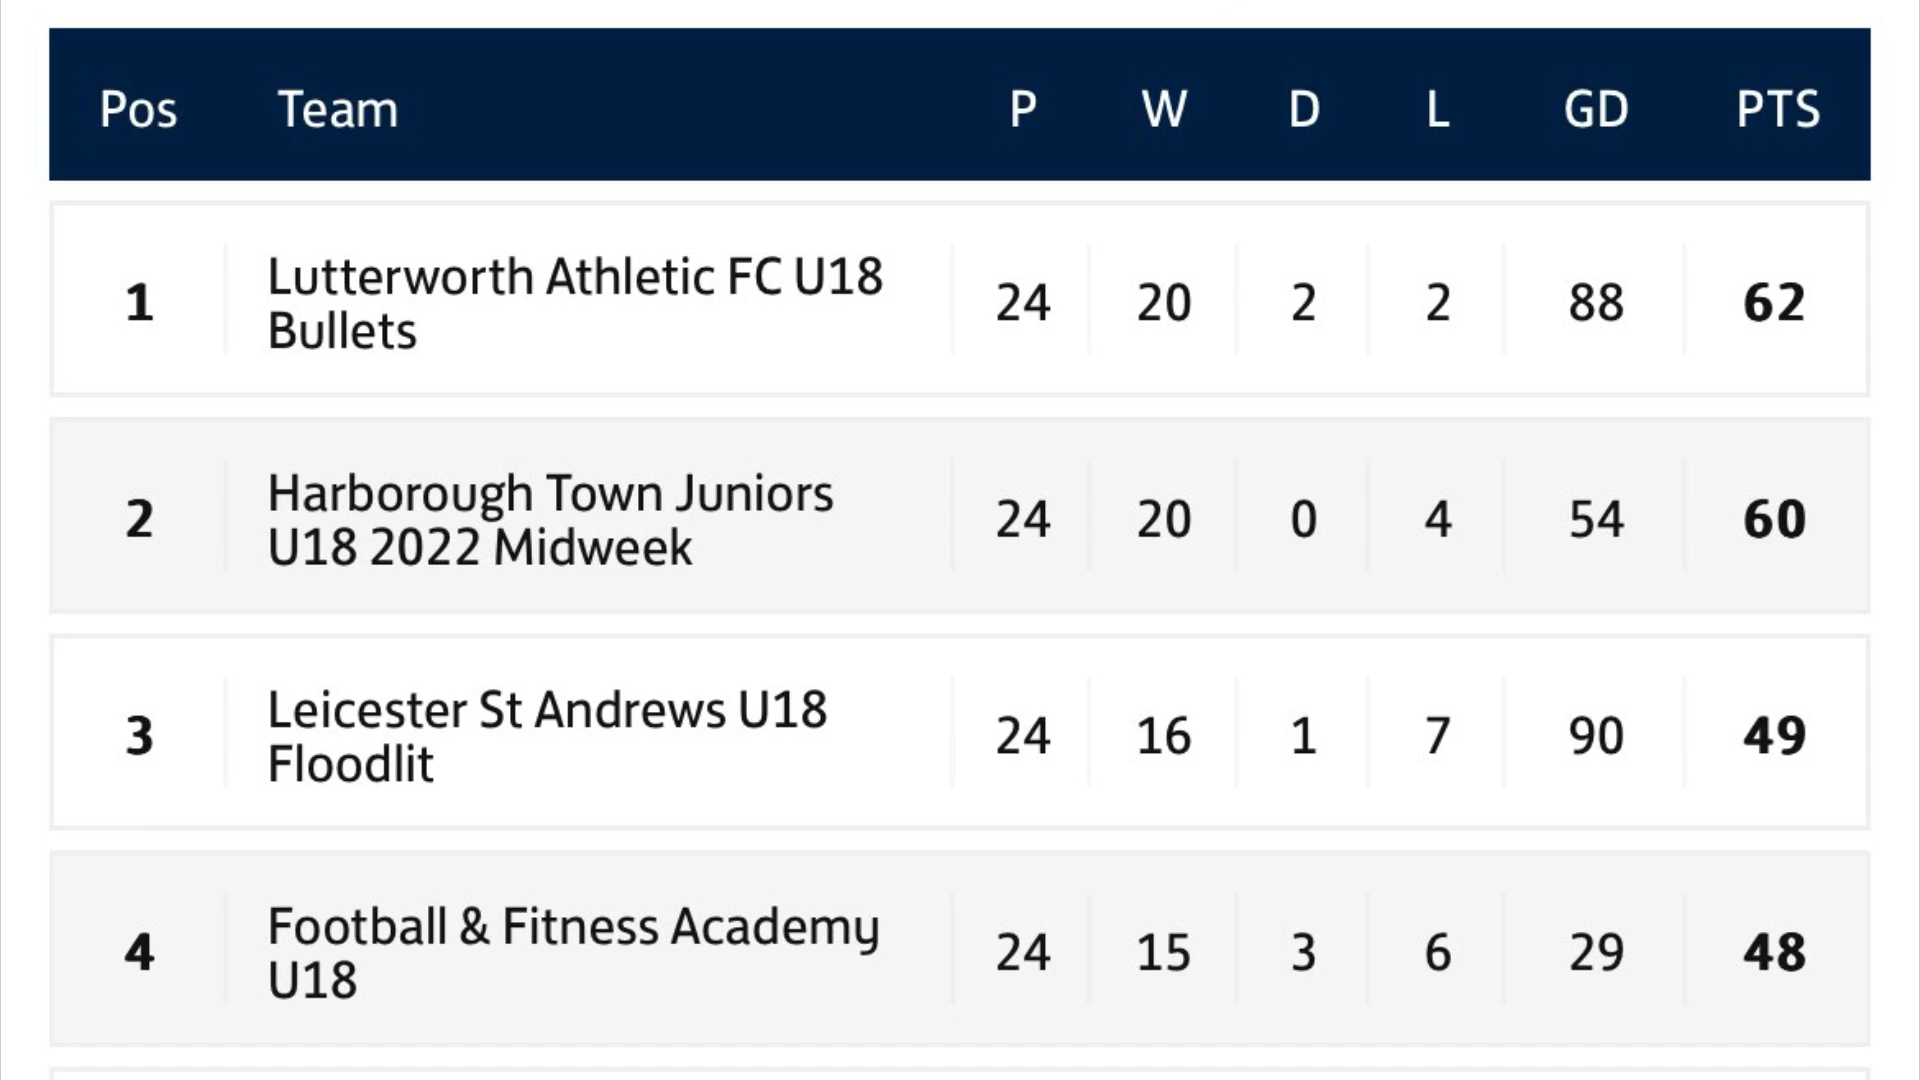 Pos Team P W D L GD PTS
1 Lutterworth Athletic FC U18 Bullets 24 20 2 2 88 62
2 Harborough Town Juniors U18 2022 Midweek 24 20 0 4 54 60
3 Leicester St Andrews U18 Floodlit 24 16 1 7 90 49
4 Football & Fitness Academy U18 24 15 3 6 29 48